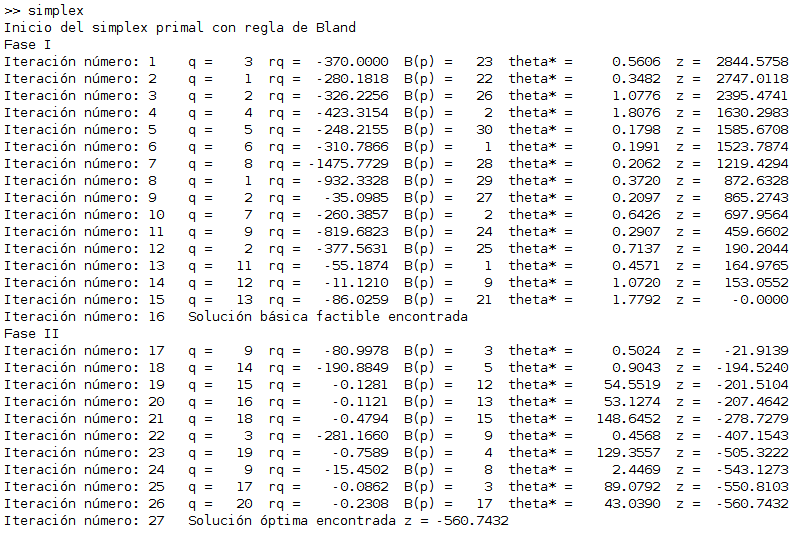 >> simplex
Inicio del simplex primal con regla de Bland
Fase I
Iteración número: 1 q = 3 rq = -370.0000 B(p) = 23 theta* = 0.5606 z = 2844.5758
Iteración número: 2 q = 1 rq = -280.1818 B(p) = 22 theta* = 0.3482 z = 2747.0118
Iteración número: 3 q = 2 rq = -326.2256 B(p) = 26 theta* = 1.0776 z = 2395.4741
Iteración número: 4 q = 4 rq = -423.3154 B(p) = 2 theta* = 1.8076 z = 1630.2983
Iteración número: 5 q = 5 rq = -248.2155 B(p) = 30 theta* = 0.1798 z = 1585.6708
Iteración número: 6 q = 6 rq = -310.7866 B(p) = 1 theta* = 0.1991 z = 1523.7874
Iteración número: 7 q = 8 rq = -1475.7729 B(p) = 28 theta* = 0.2062 z = 1219.4294
Iteración número: 8 q = 1 rq = -932.3328 B(p) = 29 theta* = 0.3720 z = 872.6328
Iteración número: 9 q = 2 rq = -35.0985 B(p) = 27 theta* = 0.2097 z = 865.2743
Iteración número: 10 q = 7 rq = -260.3857 B(p) = 2 theta* = 0.6426 z = 697.9564
Iteración número: 11 q = 9 rq = -819.6823 B(p) = 24 theta* = 0.2907 z = 459.6602
Iteración número: 12 q = 2 rq = -377.5631 B(p) = 25 theta* = 0.7137 z = 190.2044
Iteración número: 13 q = 11 rq = -55.1874 B(p) = 1 theta* = 0.4571 z = 164.9765
Iteración número: 14 q = 12 rq = -11.1210 B(p) = 9 theta* = 1.0720 z = 153.0552
Iteración número: 15 q = 13 rq = -86.0259 B(p) = 21 theta* = 1.7792 z = -0.0000
Iteración número: 16 Solución básica factible encontrada
Fase II
Iteración número: 17 q = 9 rq = -80.9978 B(p) = 3 theta* = 0.5024 z = -21.9139
Iteración número: 18 q = 14 rq = -190.8849 B(p) = 5 theta* = 0.9043 z = -194.5240
Iteración número: 19 q = 15 rq = -0.1281 B(p) = 12 theta* = 54.5519 z = -201.5104
Iteración número: 20 q = 16 rq = -0.1121 B(p) = 13 theta* = 53.1274 z = -207.4642
Iteración número: 21 q = 18 rq = -0.4794 B(p) = 15 theta* = 148.6452 z = -278.7279
Iteración número: 22 q = 3 rq = -281.1660 B(p) = 9 theta* = 0.4568 z = -407.1543
Iteración número: 23 q = 19 rq = -0.7589 B(p) = 4 theta* = 129.3557 z = -505.3222
Iteración número: 24 q = 9 rq = -15.4502 B(p) = 8 theta* = 2.4469 z = -543.1273
Iteración número: 25 q = 17 rq = -0.0862 B(p) = 3 theta* = 89.0792 z = -550.8103
Iteración número: 26 q = 20 rq = -0.2308 B(p) = 17 theta* = 43.0390 z = -560.7432
Iteración número: 27 Solución óptima encontrada z = -560.7432